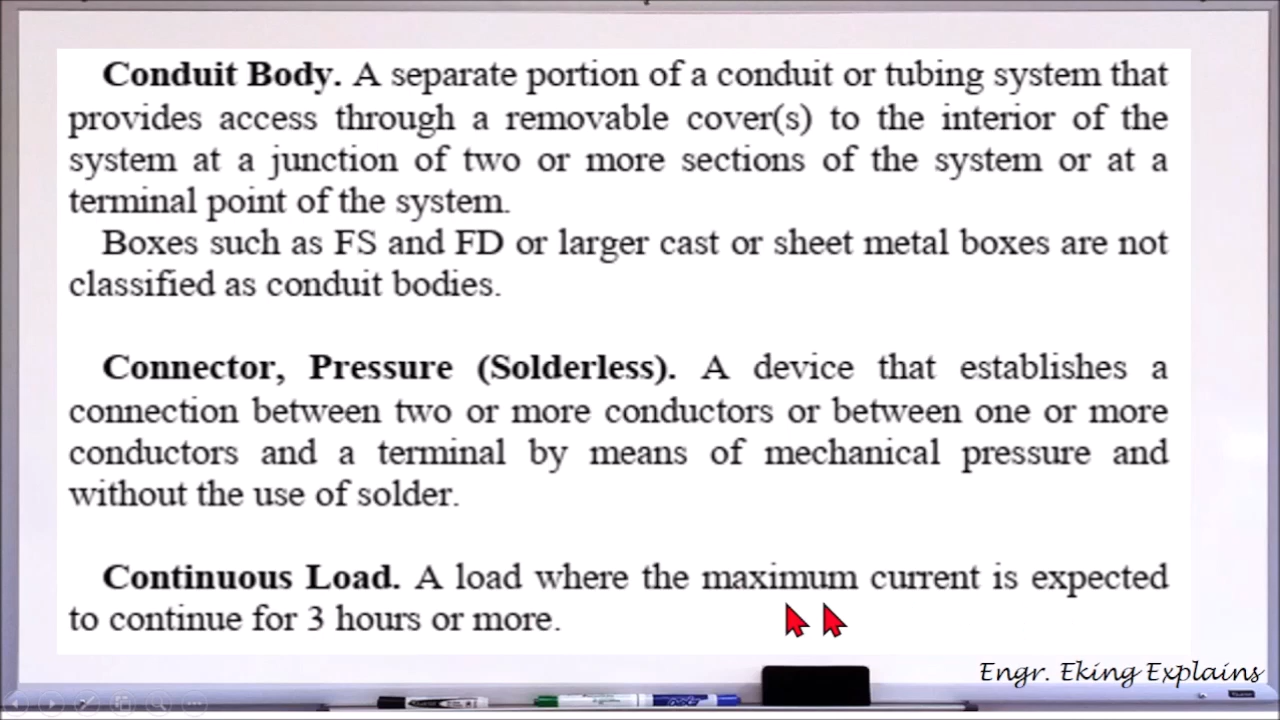 Conduit Body. A separate portion of a conduit or tubing system that
provides access through a removable cover(s) to the interior of the
system at a junction of two or more sections of the system or at a
terminal point of the system.
Boxes such as FS and FD or larger cast or sheet metal boxes are not
classified as conduit bodies.
Connector, Pressure (Solderless). A device that establishes a
connection between two or more conductors or between one or more
conductors and a terminal by means of mechanical pressure and
without the use of solder.
Continuous Load. A load where the maximum current is expected
to continue for 3 hours or more.
Engr. Eking Explains